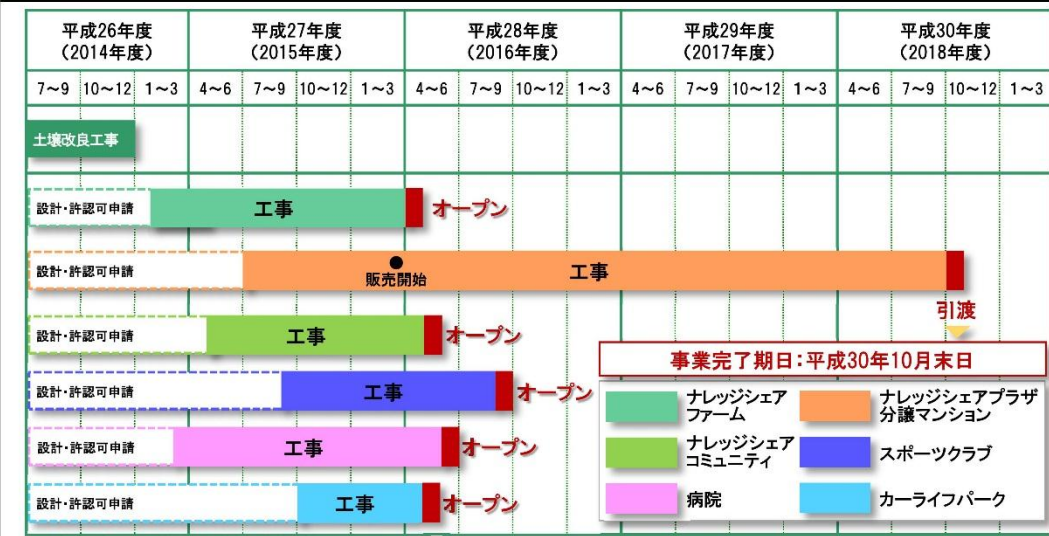 平成26年度
(2014年度)
平成27年度
(2015年度)
平成28年度
(2016年度)
平成29年度
(2017年度)
平成30年度
(2018年度)
7～9 10～12 1～3 4～6 7～9 10～12 1～3 4～6 7～9 10～12 1～3 4～6 7～9 10～12 1～3 4～6 7～9 10～12 1～3
土壌改良工事
設計・許認可申請 工事 オープン
設計・許認可申請 販売開始 工事
引渡
設計・許認可申請 工事 オープン
事業完了期日:平成30年10月末日
設計・許認可申請 工事 オープン
ナレッジシェア
ファーム
ナレッジシェアプラザ
分譲マンション
ナレッジシェア
コミュニティ
スポーツクラブ
設計・許認可申請 工事 オープン
病院
カーライフパーク
設計・許認可申請 工事 オープン